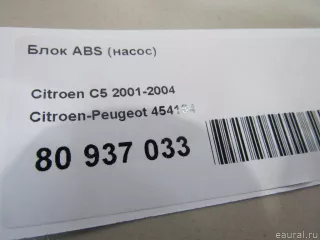 Блок ABS (насос)
Citroen C5 2001-2004
Citroen-Peugeot
80 937 033
eaural.ru